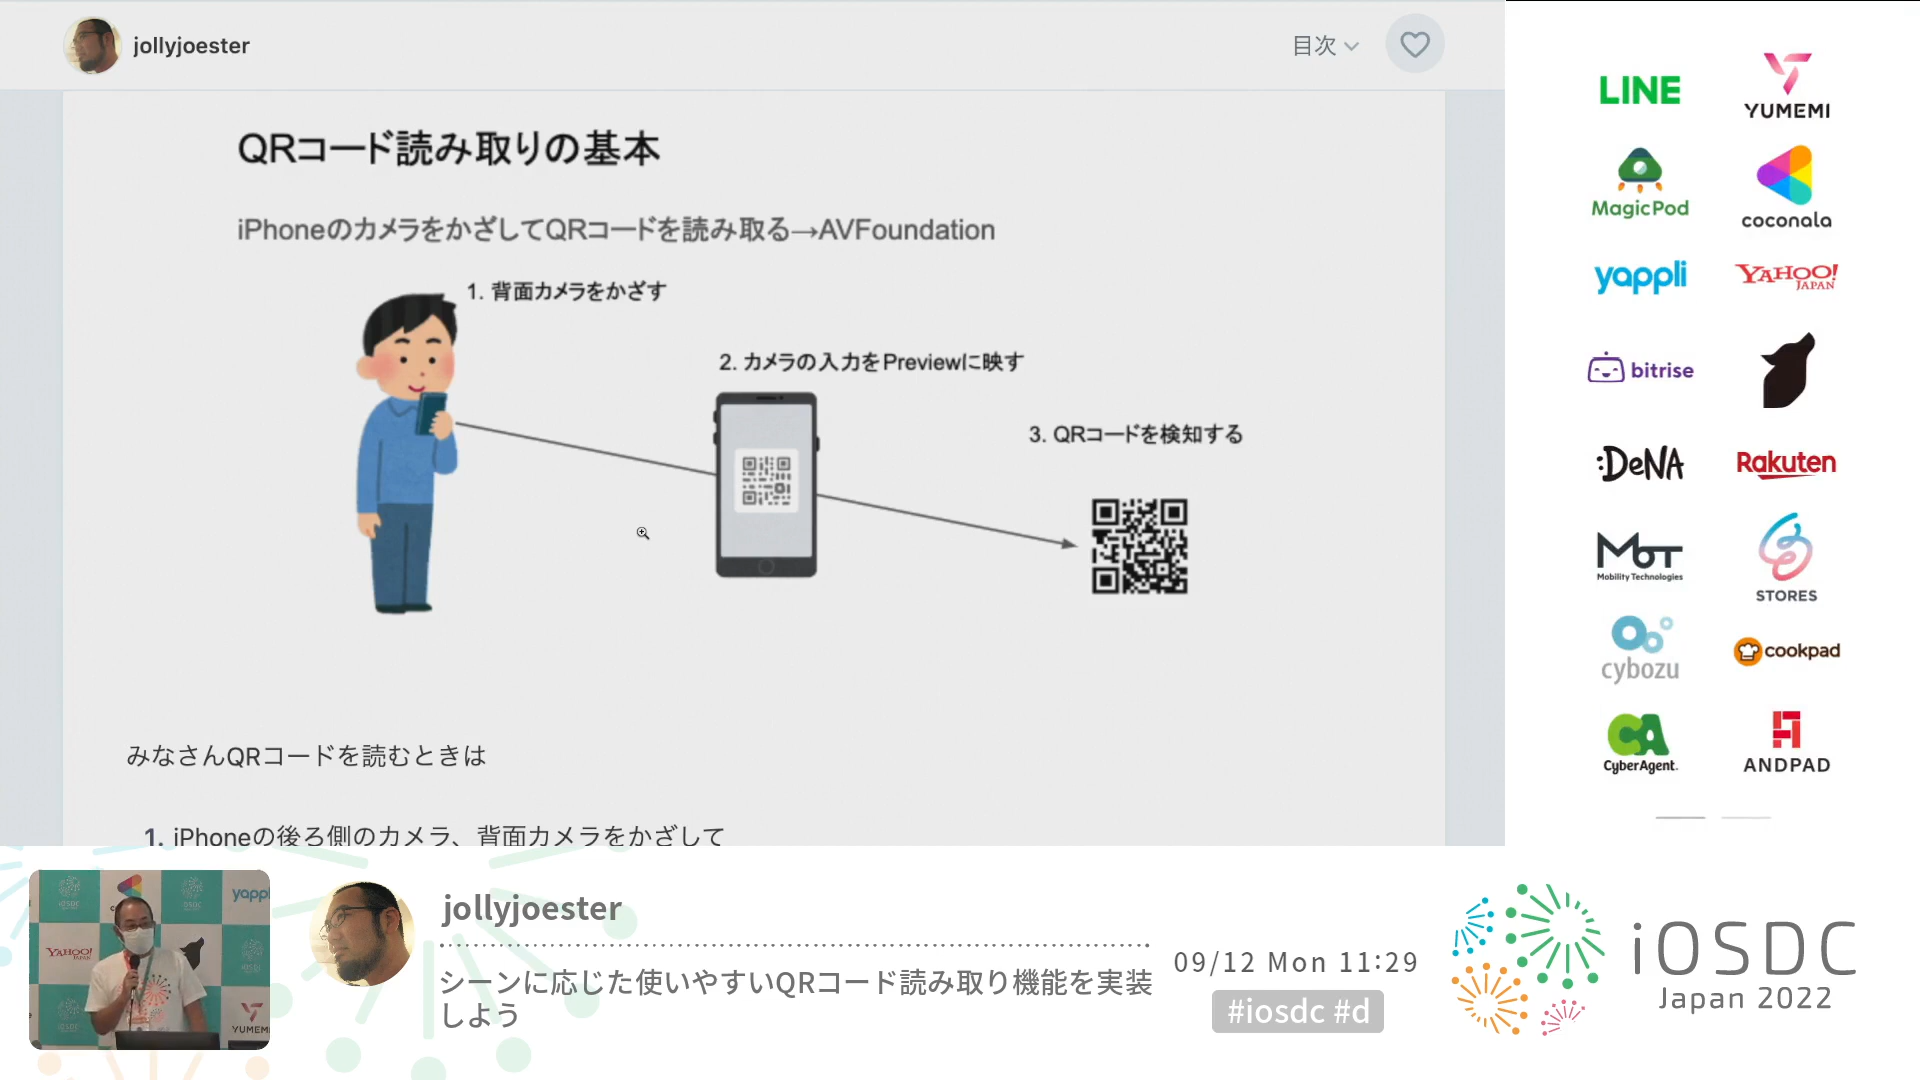 jollyjoester
目次
QRコード読み取りの基本
iPhoneのカメラをかざしてQRコードを読み取る→AVFoundation
1. 背面カメラをかざす
2. カメラの入力をPreviewに映す
3. QRコードを検知する
みなさんQRコードを読むときは
1. iPhoneの後ろ側のカメラ、背面カメラをかざして
LINE
YUMEMI
MagicPod
coconala
yappli
YAHOO!
JAPAN
bitrise
:DeNA
Rakuten
MoT
Mobility Technologies
STORES
cybozu
cookpad
CA
CyberAgent.
ANDPAD
yappl
YAHOO!
YUMEM
jollyjoester
シーンに応じた使いやすいQRコード読み取り機能を実装
しよう
09/12 Mon 11:29
#iosdc #d
iOSDC
Japan 2022